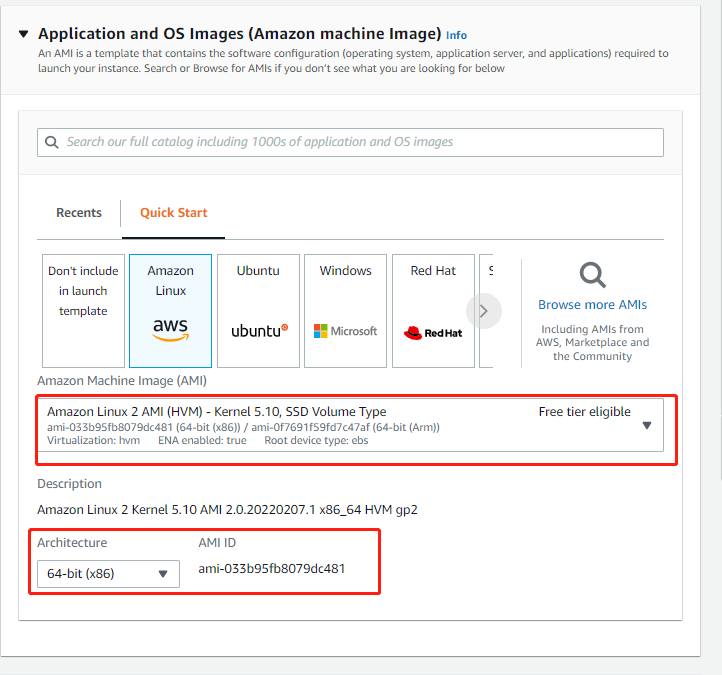 Application and OS Images (Amazon machine Image) Info
An AMI is a template that contains the software configuration (operating system, application server, and applications) required to
launch your instance. Search or Browse for AMIs if you don't see what you are looking for below
Search our full catalog including 1000s of application and OS images
Recents
Quick Start
Don't include
in launch
template
Amazon
Linux
aws
Ubuntu
ubuntu
Windows
Microsoft
Red Hat
Red Hat
S
Browse more AMIs
Including AMIs from
AWS, Marketplace and
the Community
Amazon Machine Image (AMI)
Amazon Linux 2 AMI (HVM) - Kernel 5.10, SSD Volume Type
Free tier eligible
ami-033b95fb8079dc481 (64-bit (x86)) / ami-0f7691f59fd7c47af (64-bit (Arm))
Virtualization: hvm ENA enabled: true Root device type: ebs
Description
Amazon Linux 2 Kernel 5.10 AMI 2.0.20220207.1 x86_64 HVM gp2
Architecture
AMI ID
64-bit (x86)
ami-033b95fb8079dc481